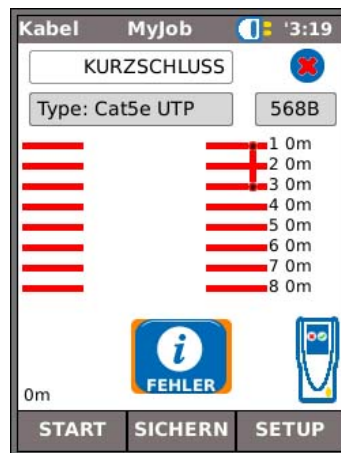 Kabel MyJob '3:19
KURZSCHLUSS
Type: Cat5e UTP 568B
1 0m
2 0m
3 0m
4 0m
5 0m
6 0m
7 0m
8 0m
i
FEHLER
0m
START SICHERN SETUP